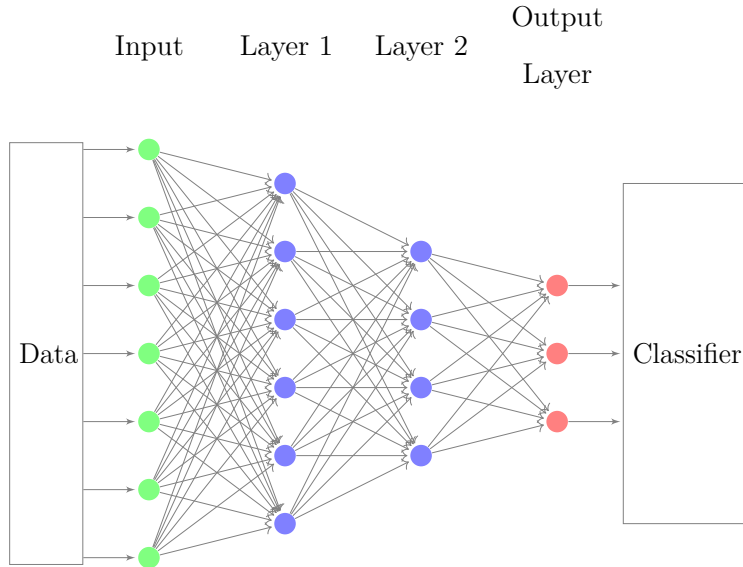 Input
Layer 1
Layer 2
Output
Layer
Data
Classifier